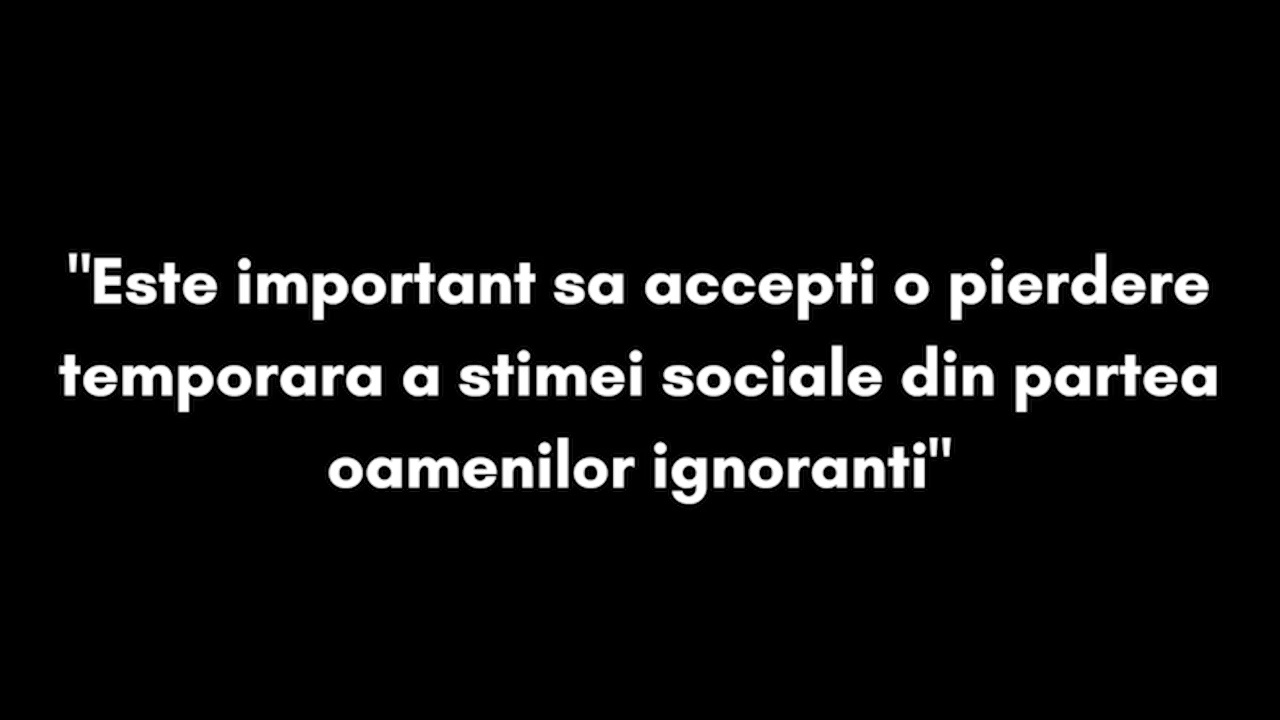 "Este important sa accepti o pierdere
temporara a stimei sociale din partea
oamenilor ignoranti"